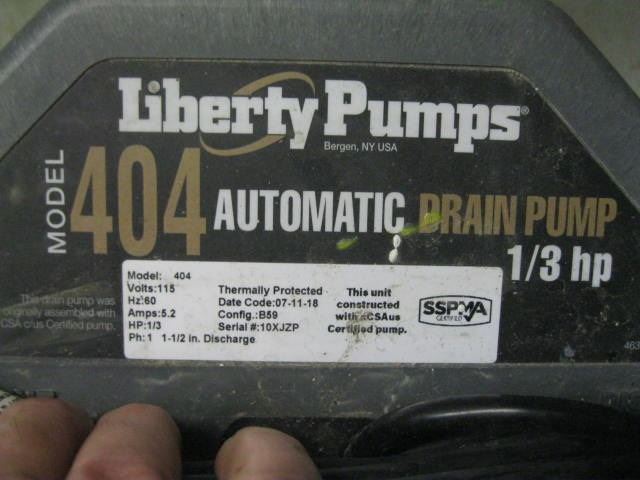 Liberty Pumps®
Bergen, NY USA
MODEL 404 AUTOMATIC DRAIN PUMP
1/3 hp
This drain pump was
originally assembled with
CSA c/us Certified pump.
Model: 404
Volts:115
Hz:60
Amps:5.2
HP:1/3
Ph:1 1-1/2 in. Discharge
Thermally Protected
Date Code:07-11-18
Config.:B59
Serial #:10XJZP
This unit
constructed
with cCSAus
Certified pump.
SSPMA
CERTIFIED
463